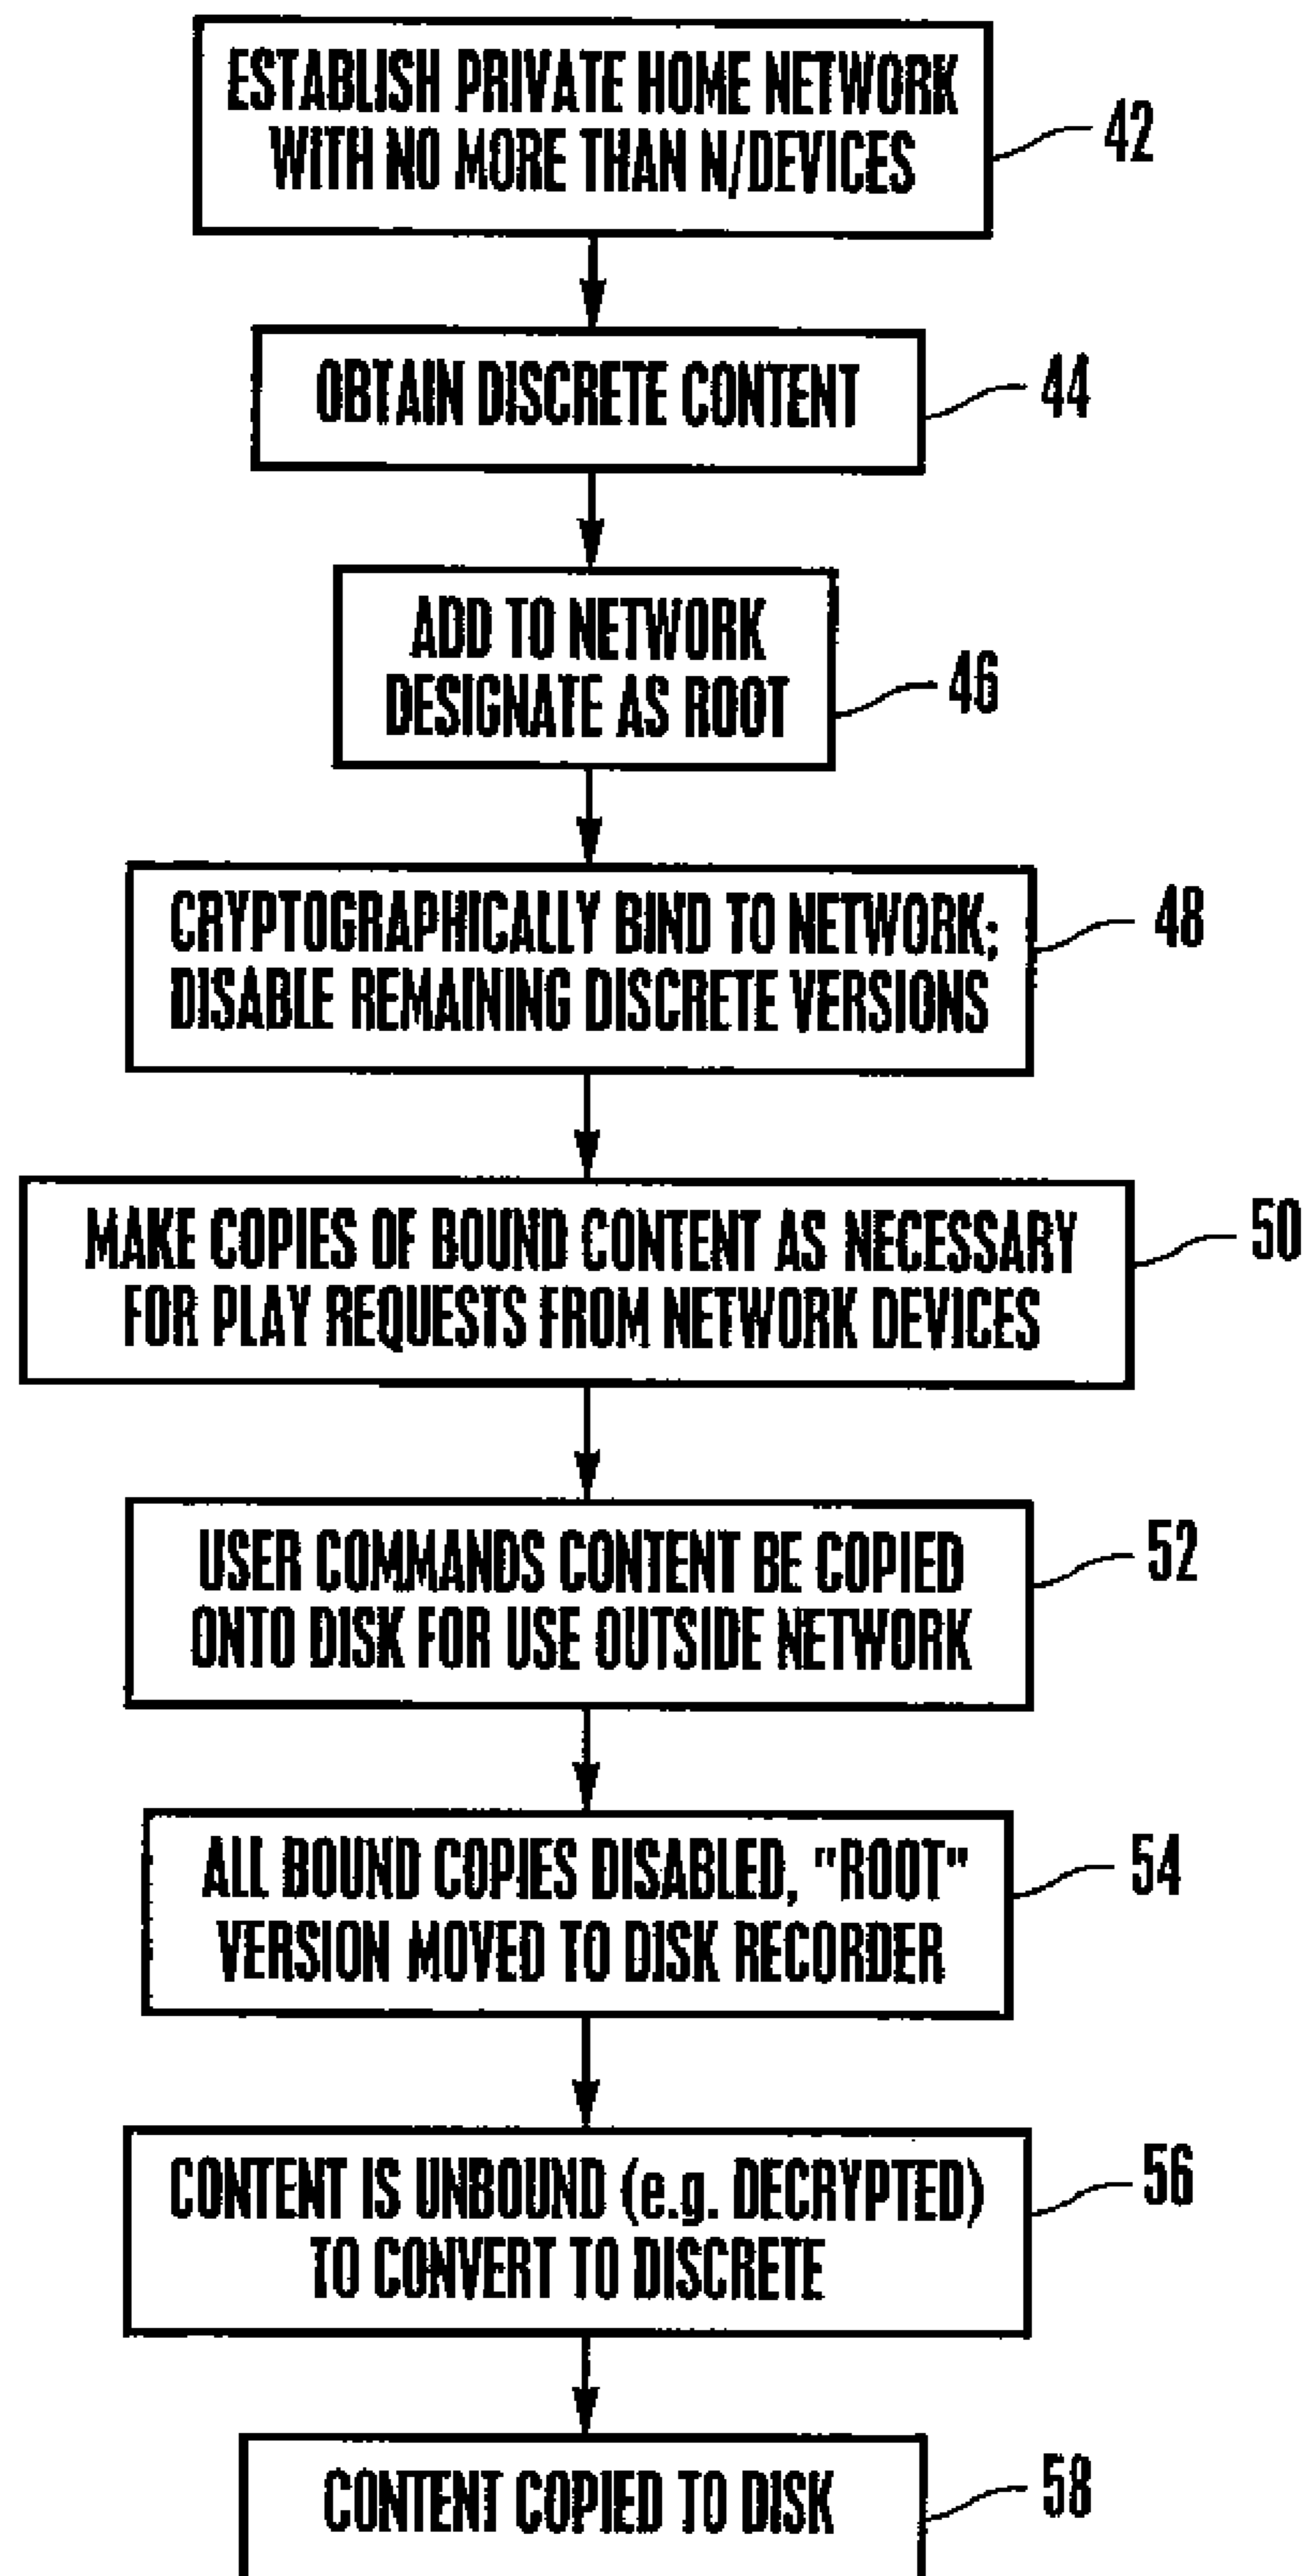 ESTABLISH PRIVATE HOME NETWORK
WITH NO MORE THAN N/DEVICES
42
OBTAIN DISCRETE CONTENT
44
ADD TO NETWORK
DESIGNATE AS ROOT
46
CRYPTOGRAPHICALLY BIND TO NETWORK;
DISABLE REMAINING DISCRETE VERSIONS
48
MAKE COPIES OF BOUND CONTENT AS NECESSARY
FOR PLAY REQUESTS FROM NETWORK DEVICES
50
USER COMMANDS CONTENT BE COPIED
ONTO DISK FOR USE OUTSIDE NETWORK
52
ALL BOUND COPIES DISABLED, "ROOT"
VERSION MOVED TO DISK RECORDER
54
CONTENT IS UNBOUND (e.g. DECRYPTED)
TO CONVERT TO DISCRETE
56
CONTENT COPIED TO DISK
58